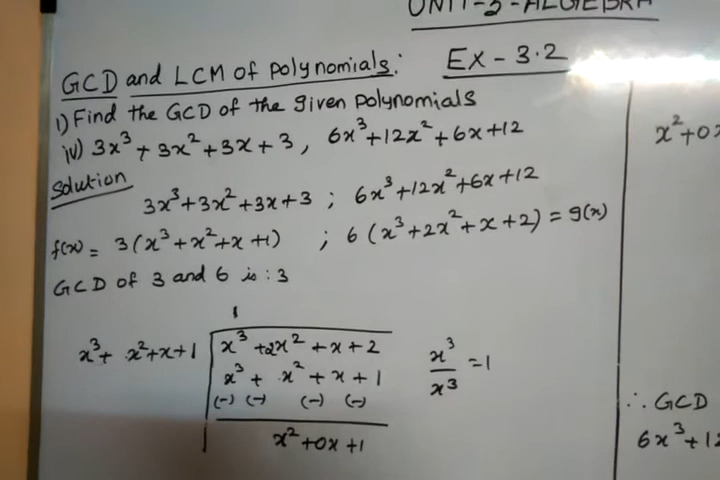 UNIT-3-ALGEBRA
GCD and LCM of Polynomials: Ex-3.2
1) Find the GCD of the given Polynomials
iv) 3x³+3x²+3x+3, 6x³+12x²+6x+12
Solution
3x³+3x²+3x+3 ; 6x³+12x²+6x+12
f(x) = 3(x³+x²+x+1) ; 6(x³+2x²+x+2) = g(x)
GCD of 3 and 6 is : 3
1
x³+x²+x+1 x³+2x²+x+2
x³+x²+x+1
(-) (-) (-) (-)
x²+0x+1
x³/x³ = 1
x²+0x
∴ GCD
6x³+12